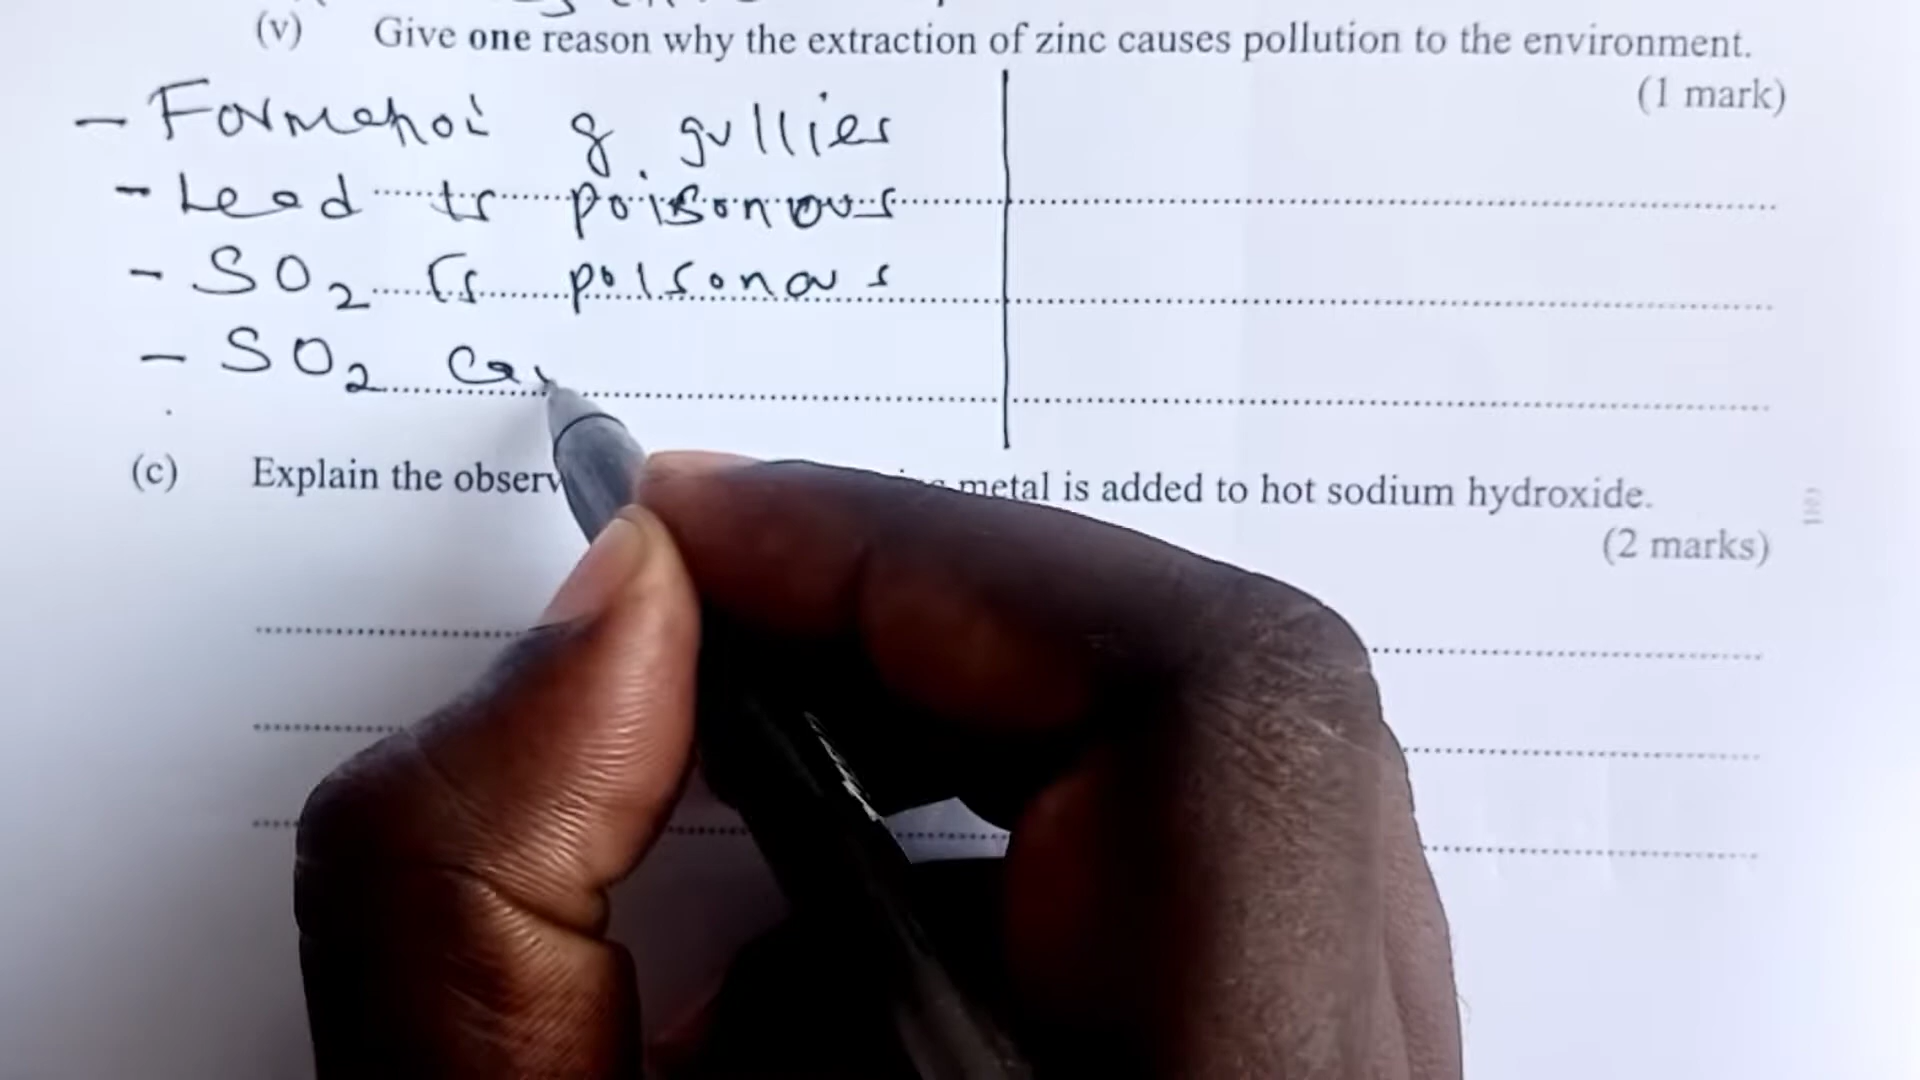 (v) Give one reason why the extraction of zinc causes pollution to the environment.
(1 mark)
- Formation of gullies
- Lead is poisonous
- SO2 is poisonous
- SO2 Cau
(c) Explain the observ metal is added to hot sodium hydroxide.
(2 marks)